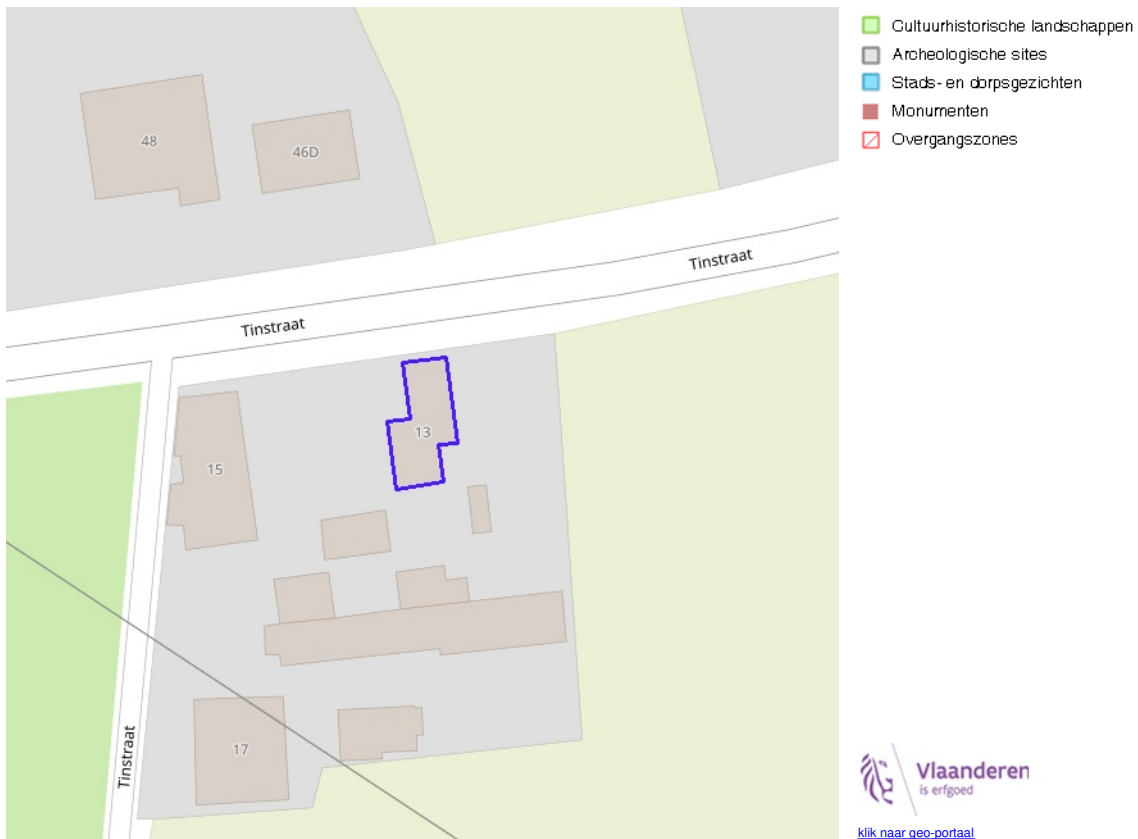 48
46D
Tinstraat
Tinstraat
13
15
17
Tinstraat
Cultuurhistorische landschappen
Archeologische sites
Stads- en dorpsgezichten
Monumenten
Overgangszones
Vlaanderen
is erfgoed
klik naar geo-portaal